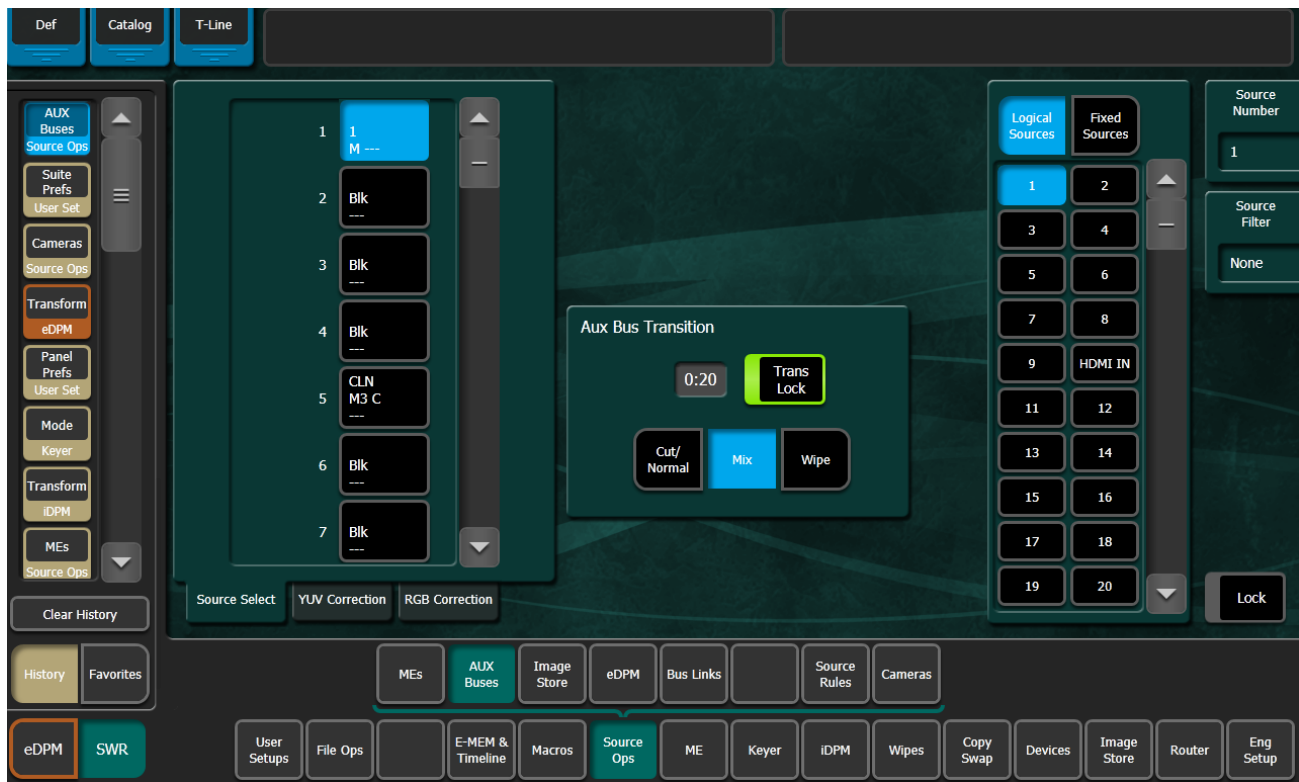 Def
Catalog
T-Line
AUX
Buses
Source Ops
Suite
Prefs
User Set
Cameras
Source Ops
Transform
eDPM
Panel
Prefs
User Set
Mode
Keyer
Transform
iDPM
MEs
Source Ops
Clear History
History
Favorites
eDPM
SWR
1
1
M ---
2
Blk
---
3
Blk
---
4
Blk
---
5
CLN
M3 C
---
6
Blk
---
7
Blk
---
Source Select
YUV Correction
RGB Correction
Aux Bus Transition
0:20
Trans
Lock
Cut/
Normal
Mix
Wipe
Logical
Sources
Fixed
Sources
1
2
3
4
5
6
7
8
9
HDMI IN
11
12
13
14
15
16
17
18
19
20
Source
Number
1
Source
Filter
None
Lock
MEs
AUX
Buses
Image
Store
eDPM
Bus Links
Source
Rules
Cameras
User
Setups
File Ops
E-MEM &
Timeline
Macros
Source
Ops
ME
Keyer
iDPM
Wipes
Copy
Swap
Devices
Image
Store
Router
Eng
Setup